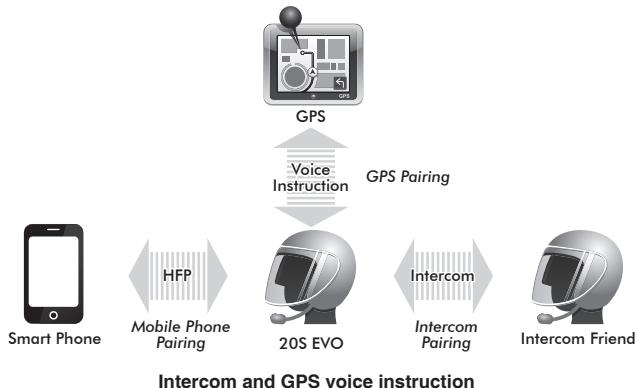 GPS
GPS
Voice
Instruction
GPS Pairing
HFP
Intercom
Mobile Phone
Pairing
Intercom
Pairing
Smart Phone
20S EVO
Intercom Friend
Intercom and GPS voice instruction